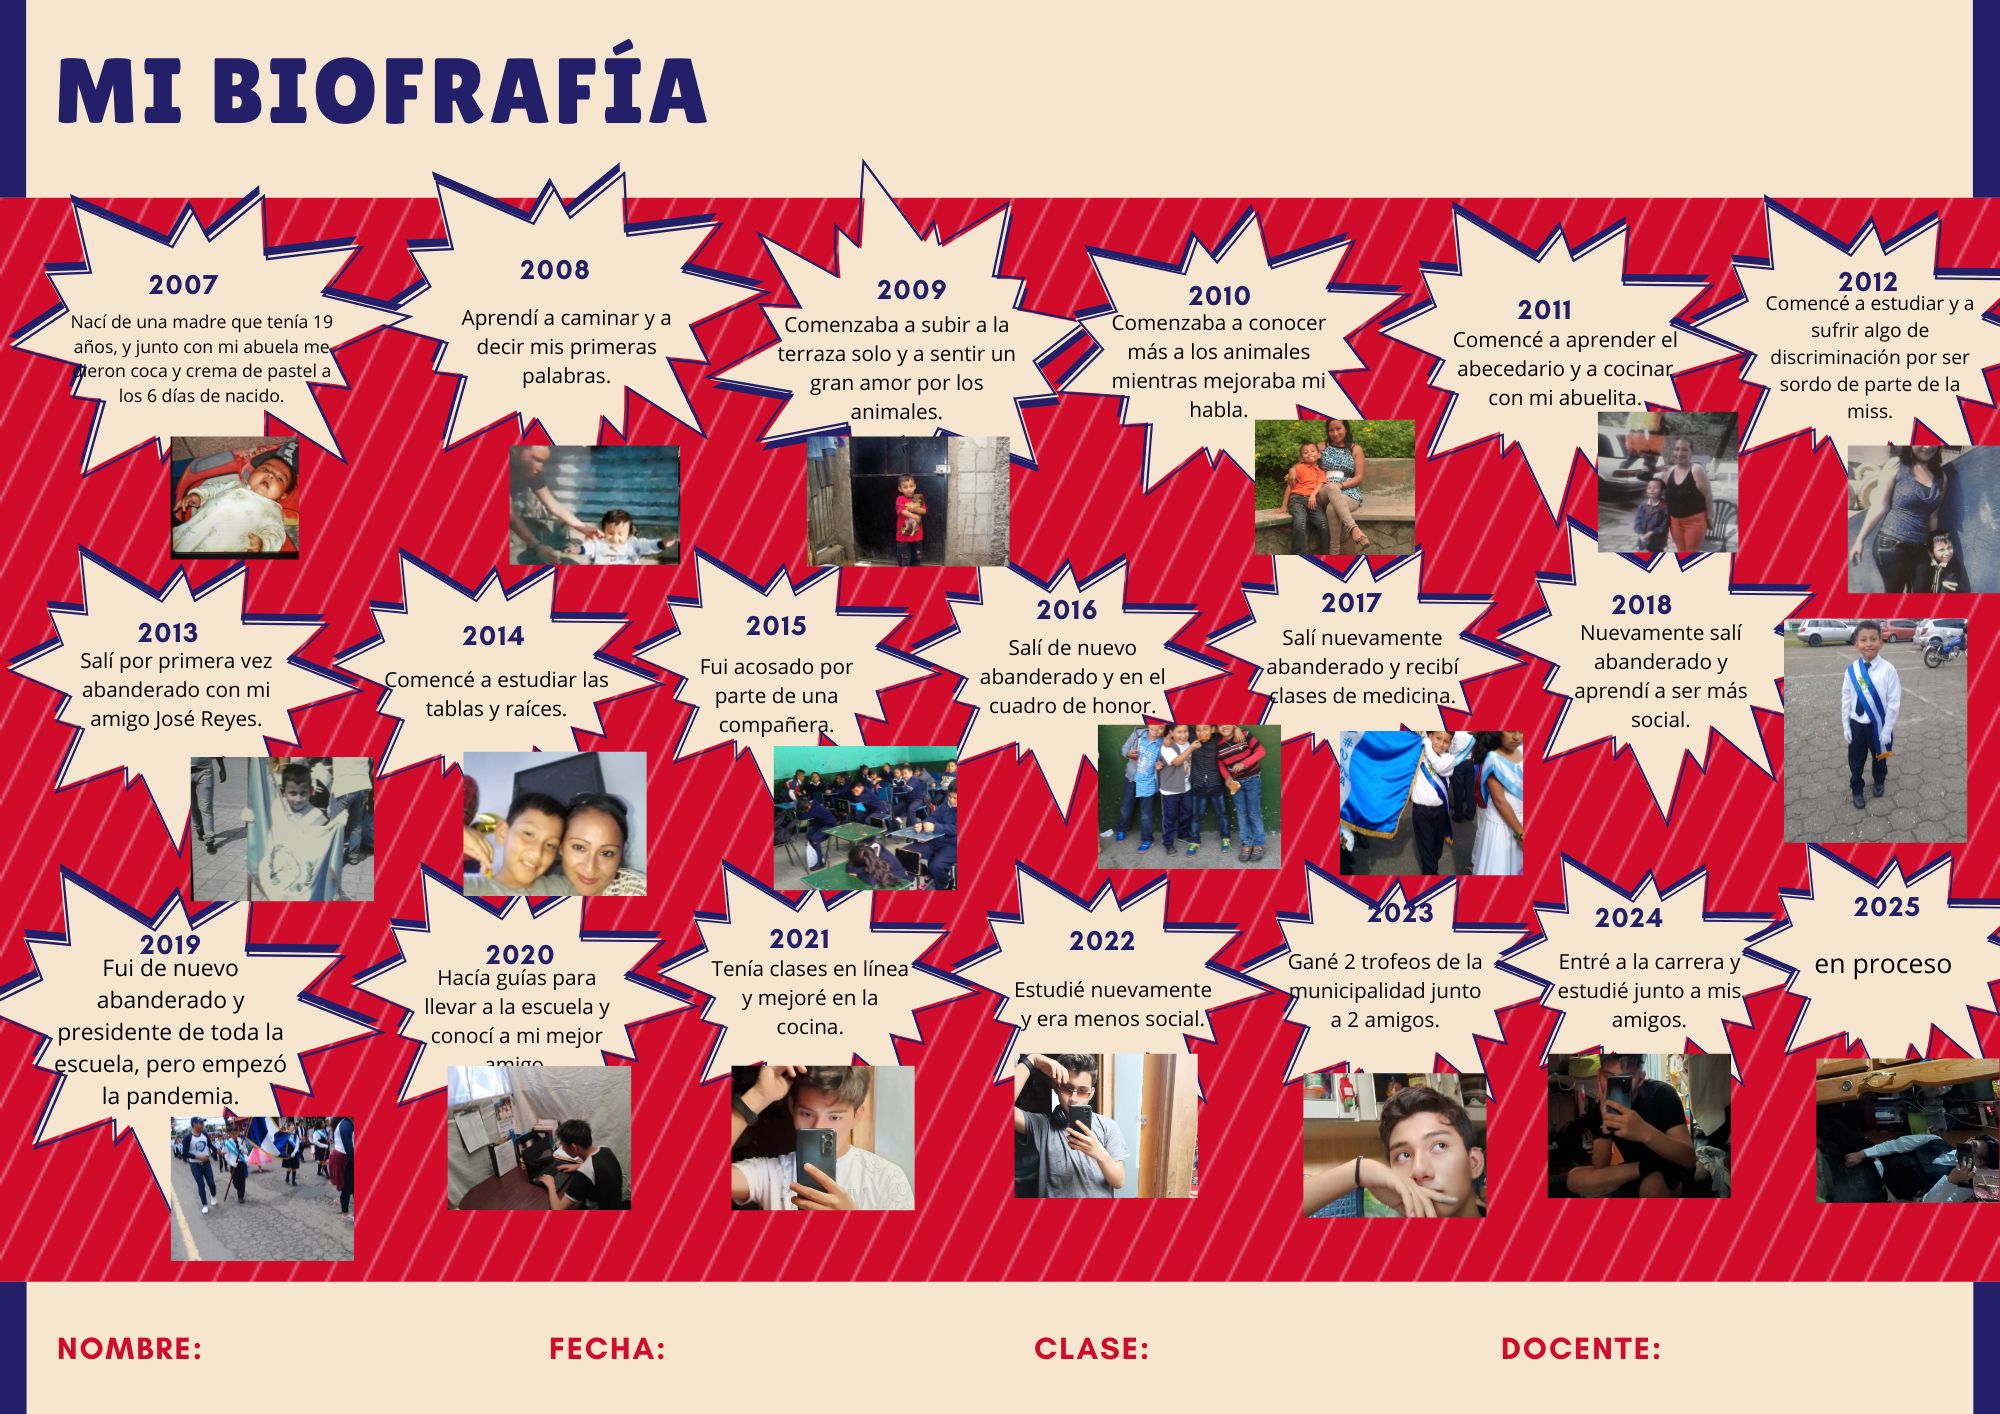 MI BIOFRAFÍA
2007
Nací de una madre que tenía 19
años, y junto con mi abuela me
dieron coca y crema de pastel a
los 6 días de nacido.
2008
Aprendí a caminar y a
decir mis primeras
palabras.
2009
Comenzaba a subir a la
terraza solo y a sentir un
gran amor por los
animales.
2010
Comenzaba a conocer
más a los animales
mientras mejoraba mi
habla.
2011
Comencé a aprender el
abecedario y a cocinar
con mi abuelita.
2012
Comencé a estudiar y a
sufrir algo de
discriminación por ser
sordo de parte de la
miss.
2013
Salí por primera vez
abanderado con mi
amigo José Reyes.
2014
Comencé a estudiar las
tablas y raíces.
2015
Fui acosado por
parte de una
compañera.
2016
Salí de nuevo
abanderado y en el
cuadro de honor.
2017
Salí nuevamente
abanderado y recibí
clases de medicina.
2018
Nuevamente salí
abanderado y
aprendí a ser más
social.
2019
Fui de nuevo
abanderado y
presidente de toda la
escuela, pero empezó
la pandemia.
2020
Hacía guías para
llevar a la escuela y
conocí a mi mejor
amigo
2021
Tenía clases en línea
y mejoré en la
cocina.
2022
Estudié nuevamente
y era menos social.
2023
Gané 2 trofeos de la
municipalidad junto
a 2 amigos.
2024
Entré a la carrera y
estudié junto a mis
amigos.
2025
en proceso
NOMBRE:
FECHA:
CLASE:
DOCENTE: